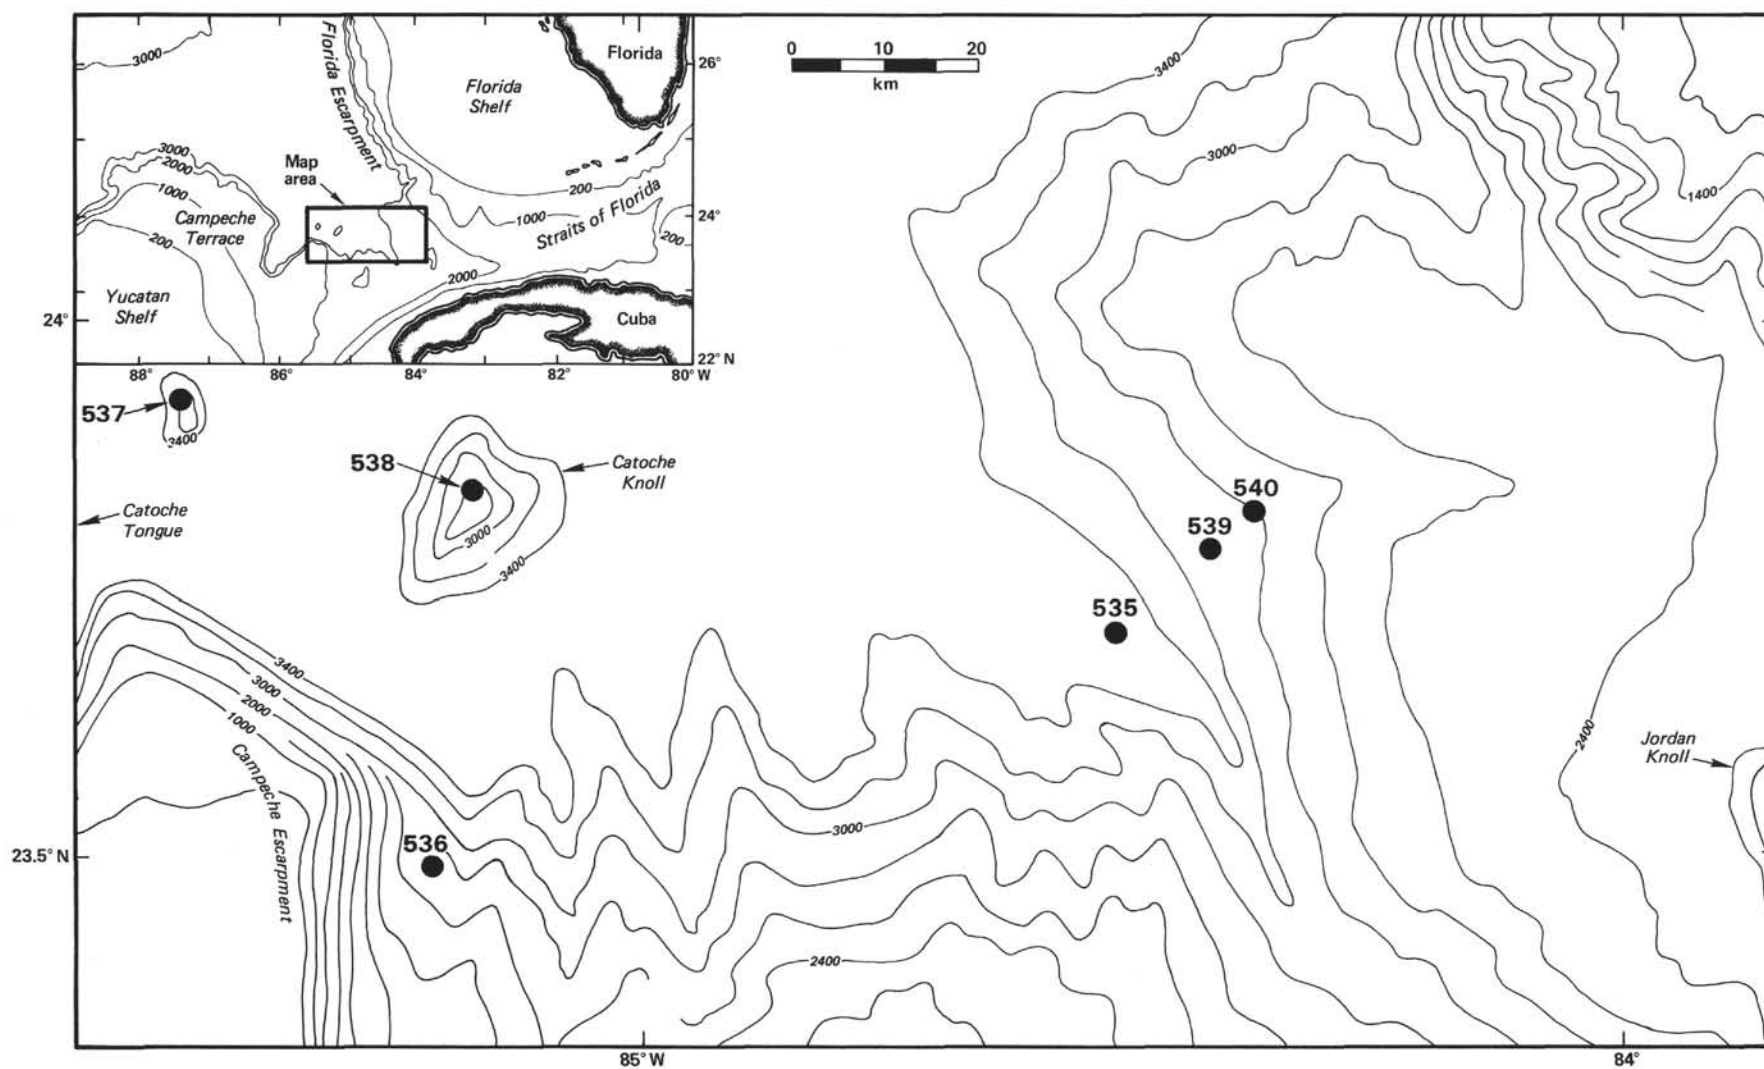 3000
Florida Escarpment
Florida
Shelf
Florida
26°
3000
2000
1000
Map
area
200
1000
Straits of Florida
24°
Campeche
Terrace
200
200
2000
Yucatan
Shelf
Cuba
22° N
88°
86°
84°
82°
80° W
0 10 20
km
3400
3000
1400
24°
537
3400
538
Catoche
Knoll
Catoche
Tongue
3000
3400
540
539
535
3400
3000
2000
1000
Campeche Escarpment
2400
Jordan
Knoll
3000
536
23.5° N
2400
85° W
84°